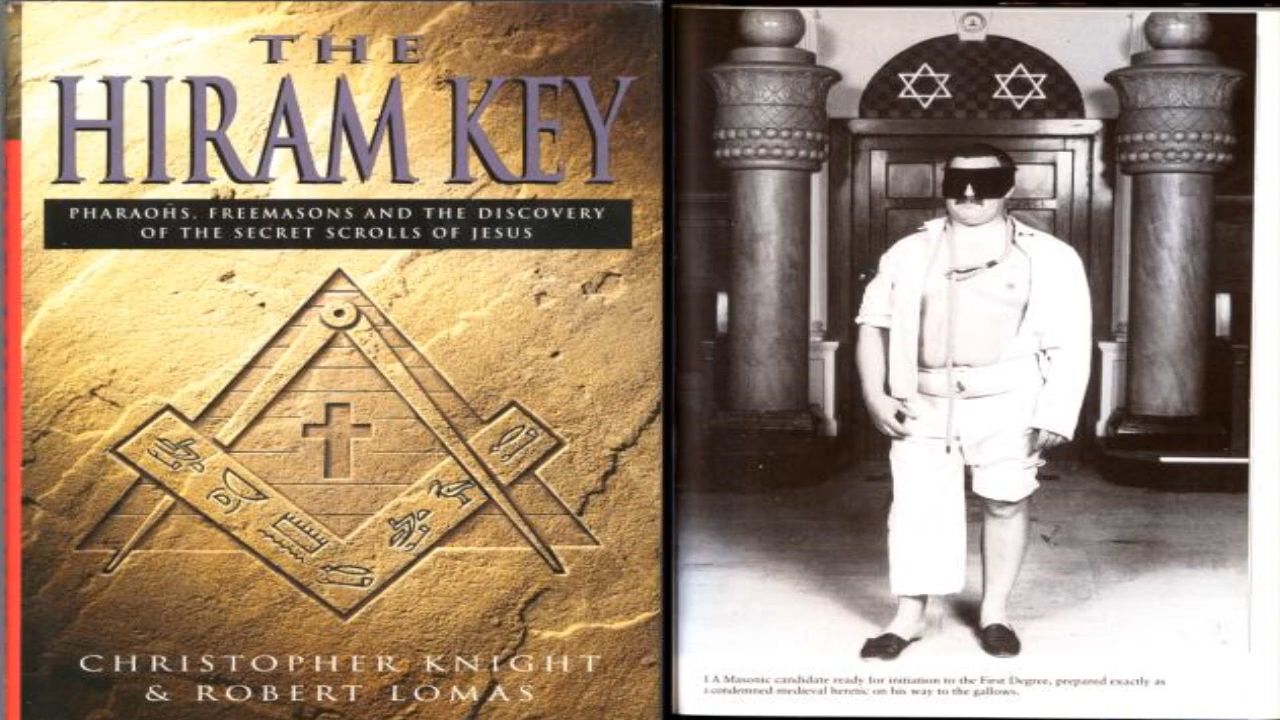 THE
HIRAM KEY
PHARAOHS, FREEMASONS AND THE DISCOVERY
OF THE SECRET SCROLLS OF JESUS
CHRISTOPHER KNIGHT
& ROBERT LOMAS
1 A Masonic candidate ready for initiation to the First Degree, prepared exactly as
a condemned medieval heretic on his way to the gallows.